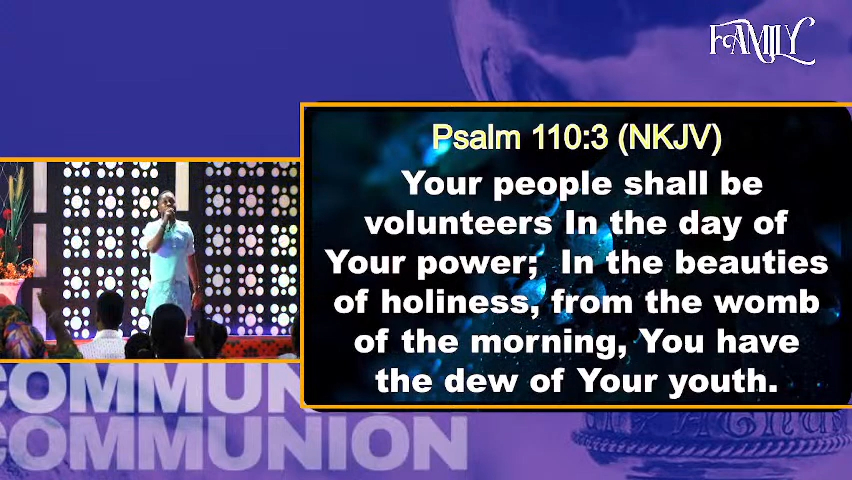 FAMILY
Psalm 110:3 (NKJV)
Your people shall be
volunteers In the day of
Your power; In the beauties
of holiness, from the womb
of the morning, You have
the dew of Your youth.
COMMUN
COMMUNION